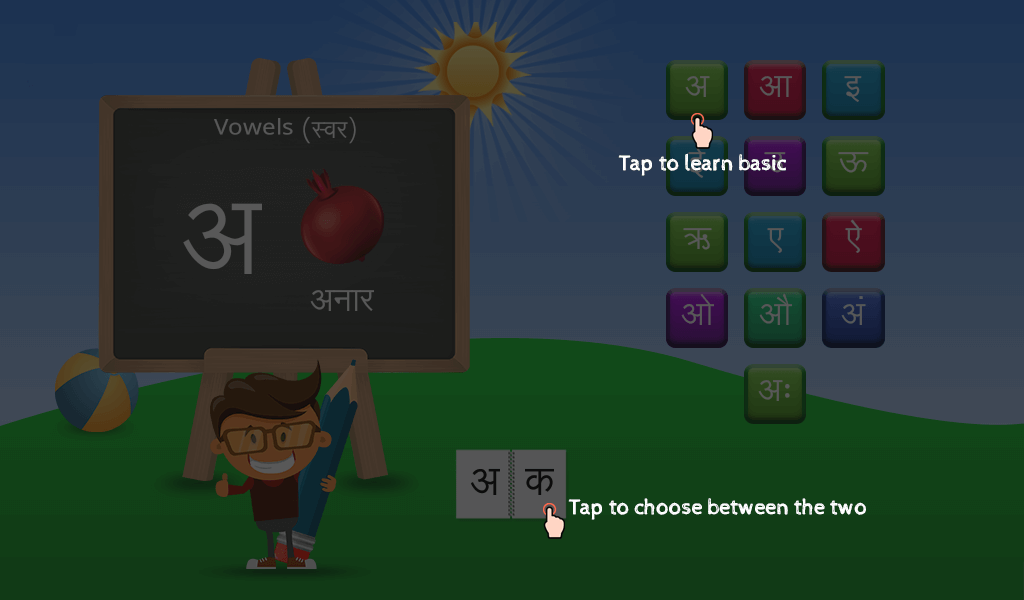 Vowels (स्वर)
अ
अनार
अ आ इ
Tap to learn basic
ऊ
ऋ ए ऐ
ओ औ अं
अः
अ क
Tap to choose between the two